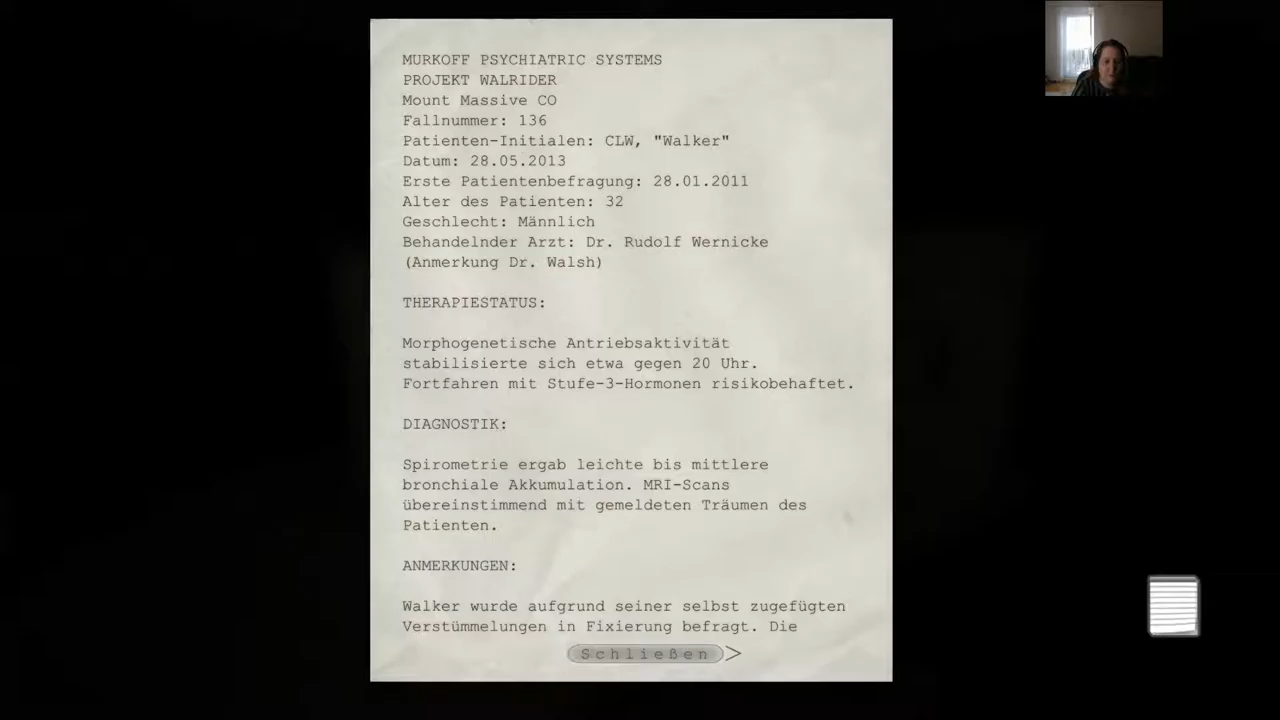 MURKOFF PSYCHIATRIC SYSTEMS
PROJEKT WALRIDER
Mount Massive CO
Fallnummer: 136
Patienten-Initialen: CLW, "Walker"
Datum: 28.05.2013
Erste Patientenbefragung: 28.01.2011
Alter des Patienten: 32
Geschlecht: Männlich
Behandelnder Arzt: Dr. Rudolf Wernicke
(Anmerkung Dr. Walsh)
THERAPIESTATUS:
Morphogenetische Antriebsaktivität
stabilisierte sich etwa gegen 20 Uhr.
Fortfahren mit Stufe-3-Hormonen risikobehaftet.
DIAGNOSTIK:
Spirometrie ergab leichte bis mittlere
bronchiale Akkumulation. MRI-Scans
übereinstimmend mit gemeldeten Träumen des
Patienten.
ANMERKUNGEN:
Walker wurde aufgrund seiner selbst zugefügten
Verstümmelungen in Fixierung befragt. Die
Schließen >